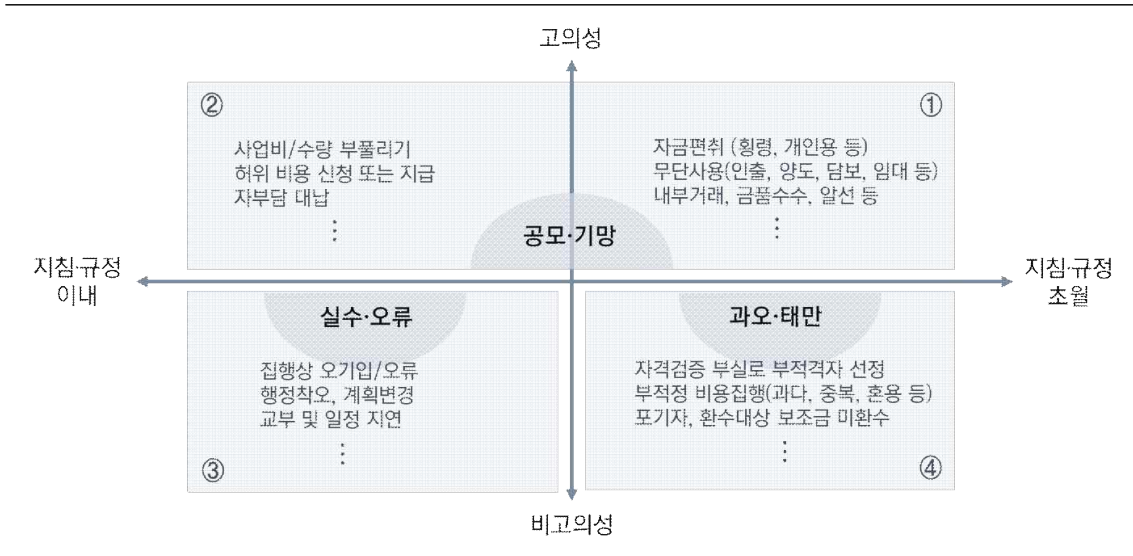 고의성
②
사업비/수량 부풀리기
허위 비용 신청 또는 지급
자부담 대납
⋮
①
자금편취 (횡령, 개인용 등)
무단사용(인출, 양도, 담보, 임대 등)
내부거래, 금품수수, 알선 등
⋮
공모·기망
지침·규정
이내
지침·규정
초월
실수·오류
집행상 오기입/오류
행정착오, 계획변경
교부 및 일정 지연
⋮
③
과오·태만
자격검증 부실로 부적격자 선정
부적정 비용집행(과다, 중복, 혼용 등)
포기자, 환수대상 보조금 미환수
⋮
④
비고의성